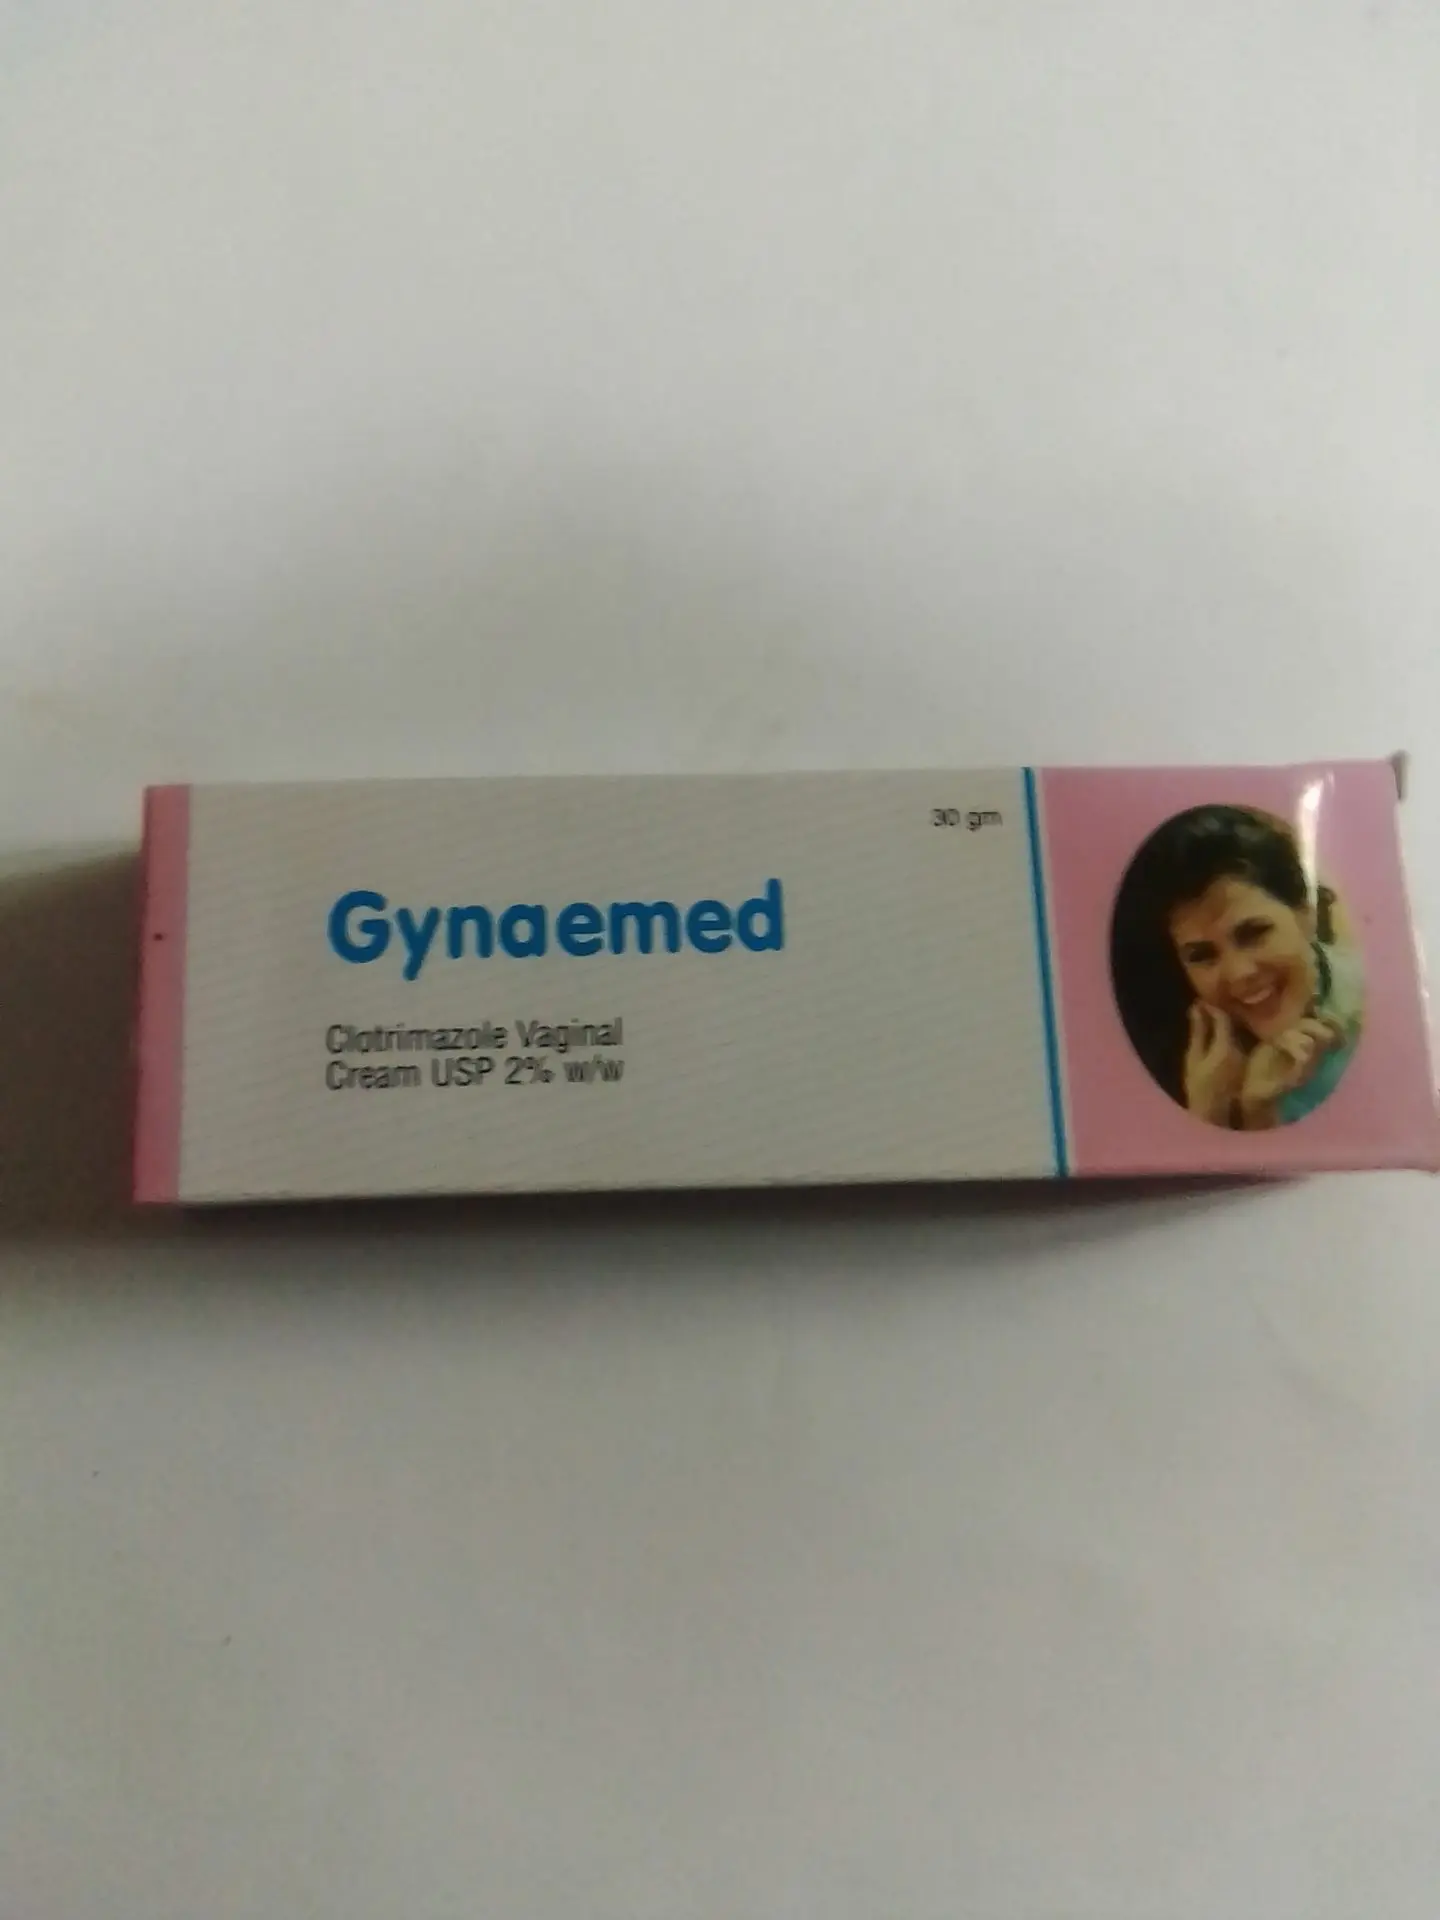 30 gm
Gynaemed
Clotrimazole Vaginal
Cream USP 2% w/w